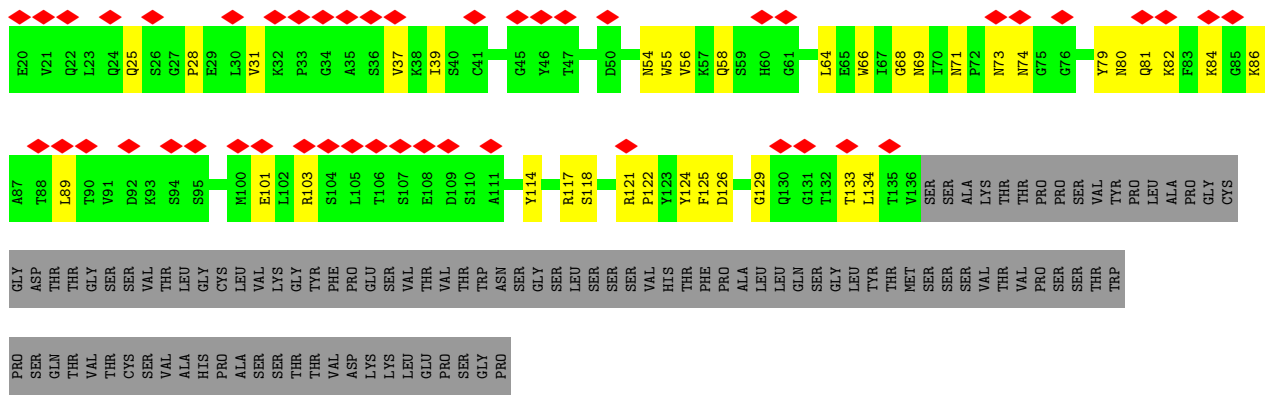 E20 V21 Q22 L23 Q24 Q25 S26 G27 P28 E29 L30 V31 K32 P33 G34 A35 S36 V37 K38 I39 S40 C41 G45 Y46 T47 D50 N54 W55 V56 K57 Q58 S59 H60 G61 L64 E65 W66 I67 G68 N69 I70 N71 P72 N73 N74 G75 G76 Y79 N80 Q81 K82 F83 K84 G85 K86
A87 T88 L89 T90 V91 D92 K93 S94 S95 M100 E101 L102 R103 S104 L105 T106 S107 E108 D109 S110 A111 Y114 R117 S118 R121 P122 Y123 Y124 F125 D126 G129 Q130 G131 T132 T133 L134 T135 V136 SER SER ALA LYS THR THR PRO PRO SER VAL TYR PRO LEU ALA PRO GLY CYS
GLY ASP THR THR GLY SER SER VAL THR LEU GLY CYS LEU VAL LYS GLY TYR PHE PRO GLU SER VAL THR VAL THR TRP ASN SER GLY SER LEU SER SER SER VAL HIS THR PHE PRO ALA LEU LEU GLN SER GLY LEU TYR THR MET SER SER SER VAL THR VAL PRO SER SER THR TRP
PRO SER GLN THR VAL THR CYS SER VAL ALA HIS PRO ALA SER SER THR THR VAL ASP LYS LYS LEU GLU PRO SER GLY PRO